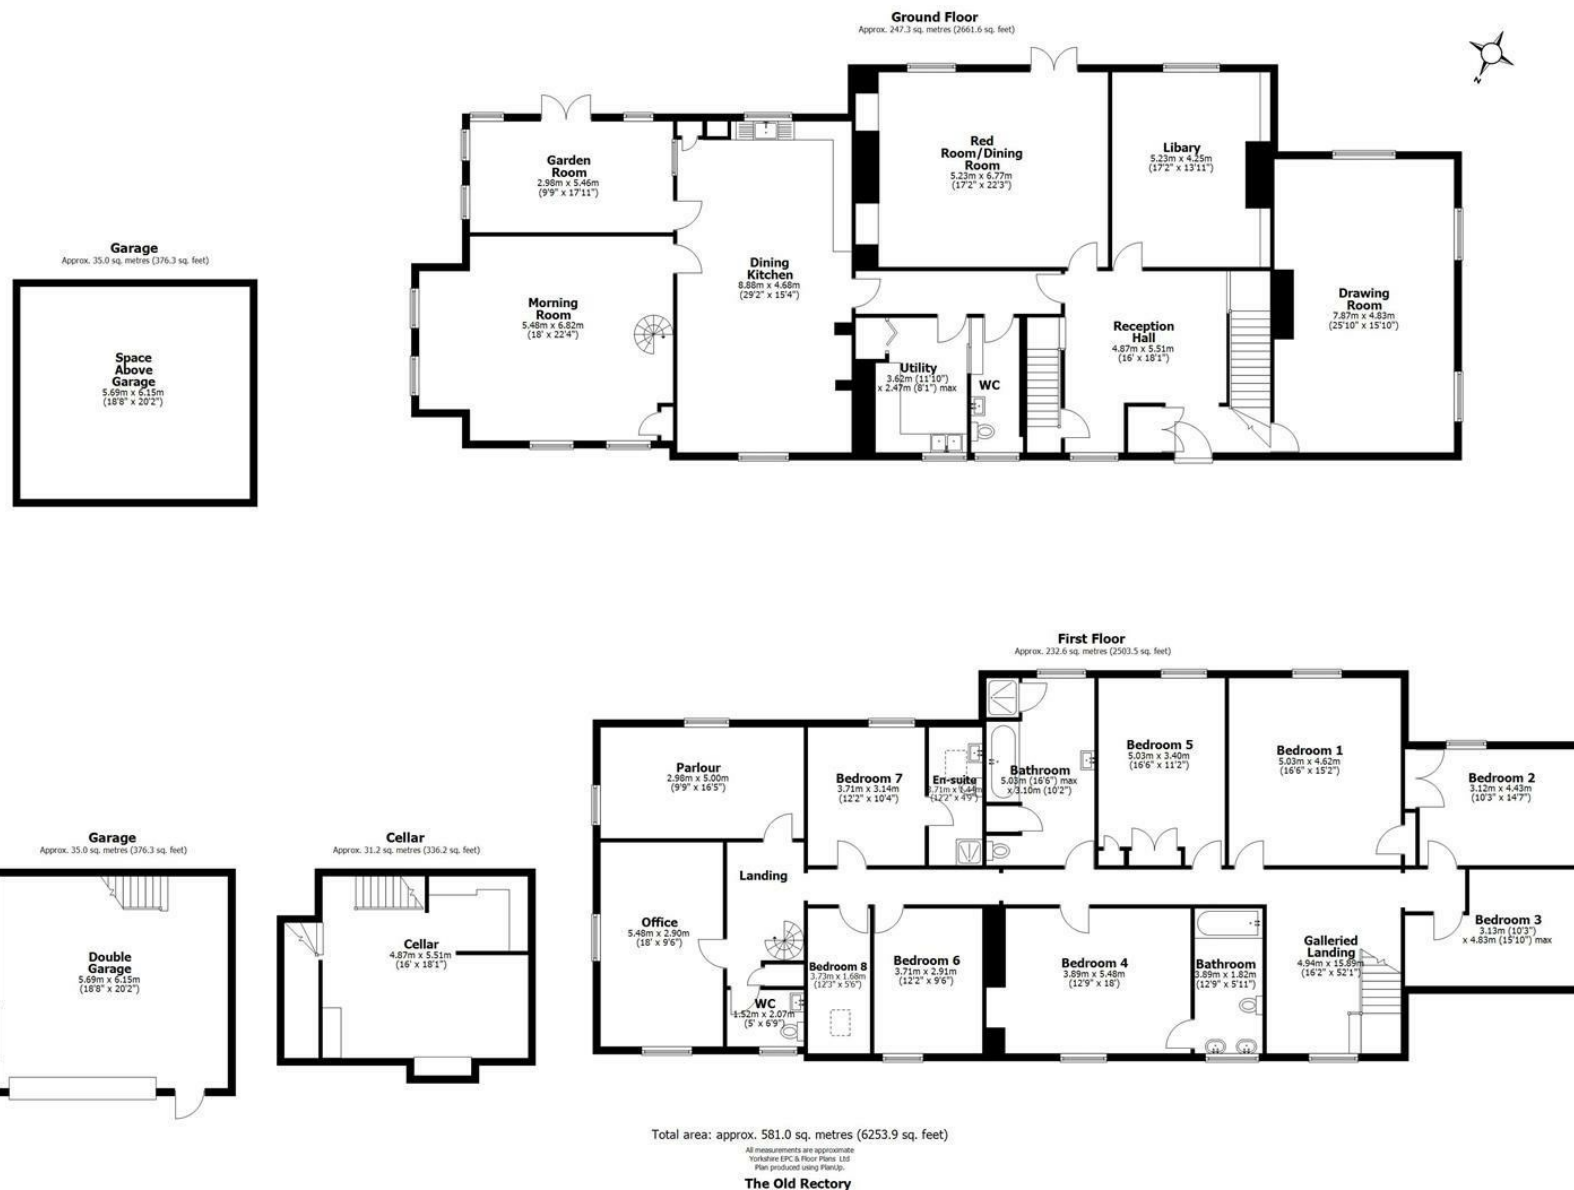 Ground Floor
Approx. 247.3 sq. metres (2661.6 sq. feet)
N
Garden
Room
2.98m x 5.46m
(9'9" x 17'11")
Red
Room/Dining
Room
5.23m x 6.77m
(17'2" x 22'3")
Libary
5.23m x 4.25m
(17'2" x 13'11")
Dining
Kitchen
8.88m x 4.68m
(29'2" x 15'4")
Morning
Room
5.48m x 6.82m
(18' x 22'4")
Drawing
Room
7.87m x 4.83m
(25'10" x 15'10")
Reception
Hall
4.87m x 5.51m
(16' x 18'1")
Utility
3.62m (11'10")
x 2.47m (8'1") max
WC
Garage
Approx. 35.0 sq. metres (376.3 sq. feet)
Space
Above
Garage
5.69m x 6.15m
(18'8" x 20'2")
First Floor
Approx. 232.6 sq. metres (2503.5 sq. feet)
Parlour
2.98m x 5.00m
(9'9" x 16'5")
Bedroom 7
3.71m x 3.14m
(12'2" x 10'4")
En-suite
3.71m x 1.44m
(12'2" x 4'9")
Bathroom
5.03m (16'6") max
x 3.10m (10'2")
Bedroom 5
5.03m x 3.40m
(16'6" x 11'2")
Bedroom 1
5.03m x 4.62m
(16'6" x 15'2")
Bedroom 2
3.12m x 4.43m
(10'3" x 14'7")
Landing
Office
5.48m x 2.90m
(18' x 9'6")
WC
1.52m x 2.07m
(5' x 6'9")
Bedroom 8
3.73m x 1.68m
(12'3" x 5'6")
Bedroom 6
3.71m x 2.91m
(12'2" x 9'6")
Bedroom 4
3.89m x 5.48m
(12'9" x 18')
Bathroom
3.89m x 1.82m
(12'9" x 5'11")
Galleried
Landing
4.94m x 15.89m
(16'2" x 52'1")
Bedroom 3
3.13m (10'3")
x 4.83m (15'10") max
Garage
Approx. 35.0 sq. metres (376.3 sq. feet)
Double
Garage
5.69m x 6.15m
(18'8" x 20'2")
Cellar
Approx. 31.2 sq. metres (336.2 sq. feet)
Cellar
4.87m x 5.51m
(16' x 18'1")
Total area: approx. 581.0 sq. metres (6253.9 sq. feet)
All measurements are approximate
Yorkshire EPC & Floor Plans Ltd
Plan produced using PlanUp.
The Old Rectory